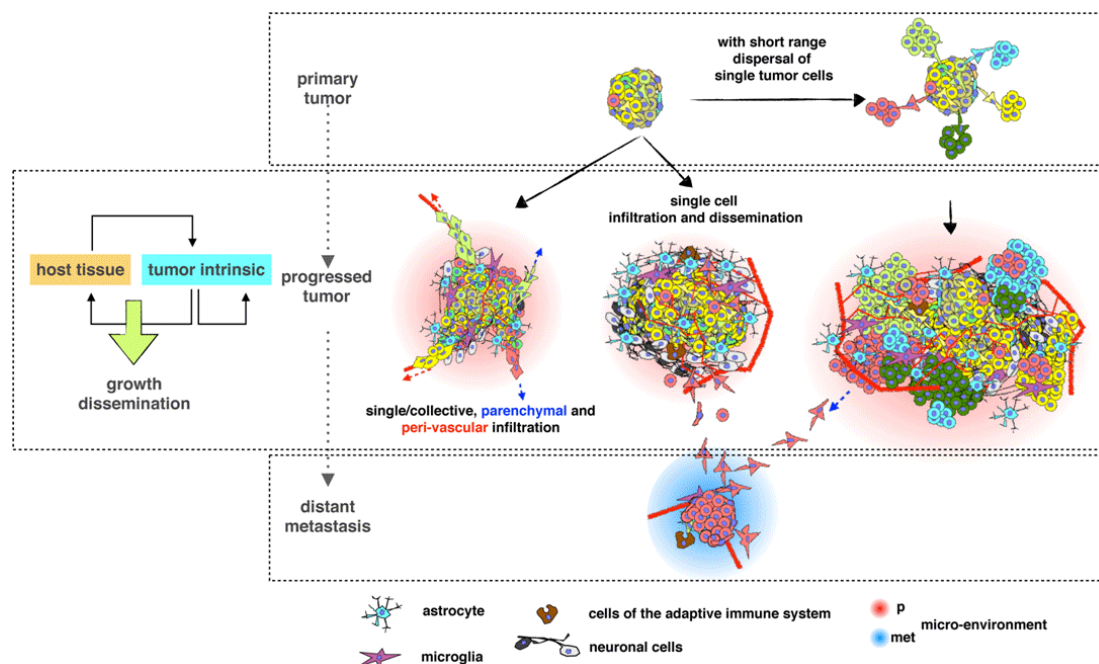 with short range
dispersal of
single tumor cells
primary
tumor
single cell
infiltration and dissemination
host tissue
tumor intrinsic
progressed
tumor
growth
dissemination
single/collective, parenchymal and
peri-vascular infiltration
distant
metastasis
astrocyte
cells of the adaptive immune system
p
micro-environment
met
microglia
neuronal cells